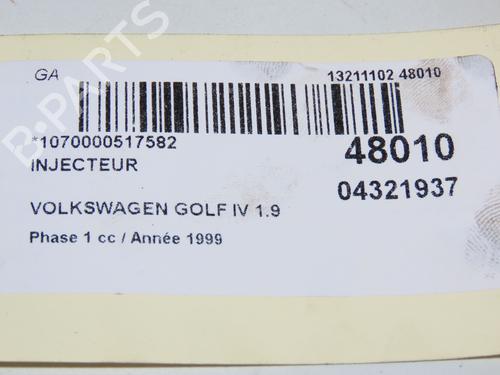 GA
13211102 48010
*1070000517582
48010
INJECTEUR
04321937
VOLKSWAGEN GOLF IV 1.9
Phase 1 cc / Année 1999
B-PARTS